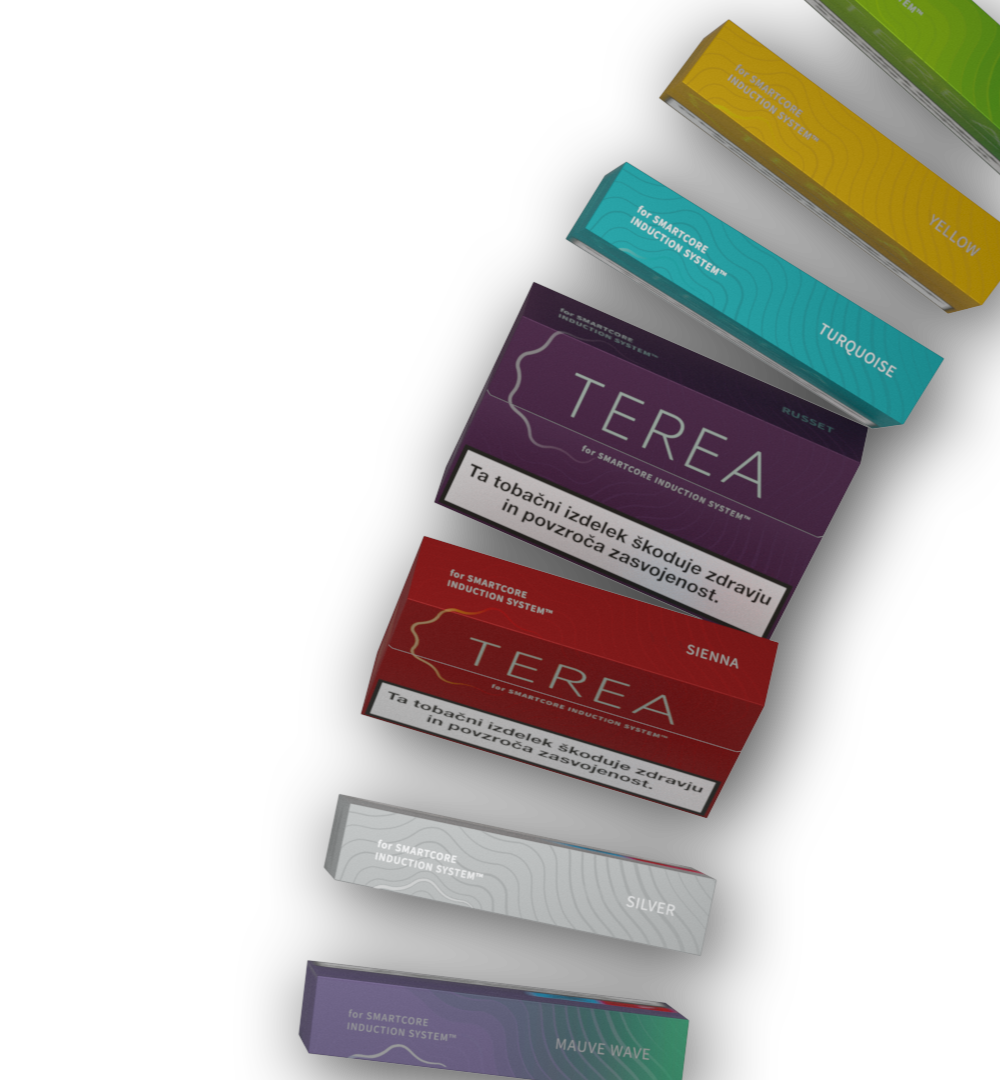 for SMARTCORE
INDUCTION SYSTEM™
YELLOW
for SMARTCORE
INDUCTION SYSTEM™
TURQUOISE
for SMARTCORE
INDUCTION SYSTEM™
RUSSET
TEREA
for SMARTCORE INDUCTION SYSTEM™
Ta tobačni izdelek škoduje zdravju
in povzroča zasvojenost.
for SMARTCORE
INDUCTION SYSTEM™
SIENNA
TEREA
for SMARTCORE INDUCTION SYSTEM™
Ta tobačni izdelek škoduje zdravju
in povzroča zasvojenost.
for SMARTCORE
INDUCTION SYSTEM™
SILVER
for SMARTCORE
INDUCTION SYSTEM™
MAUVE WAVE